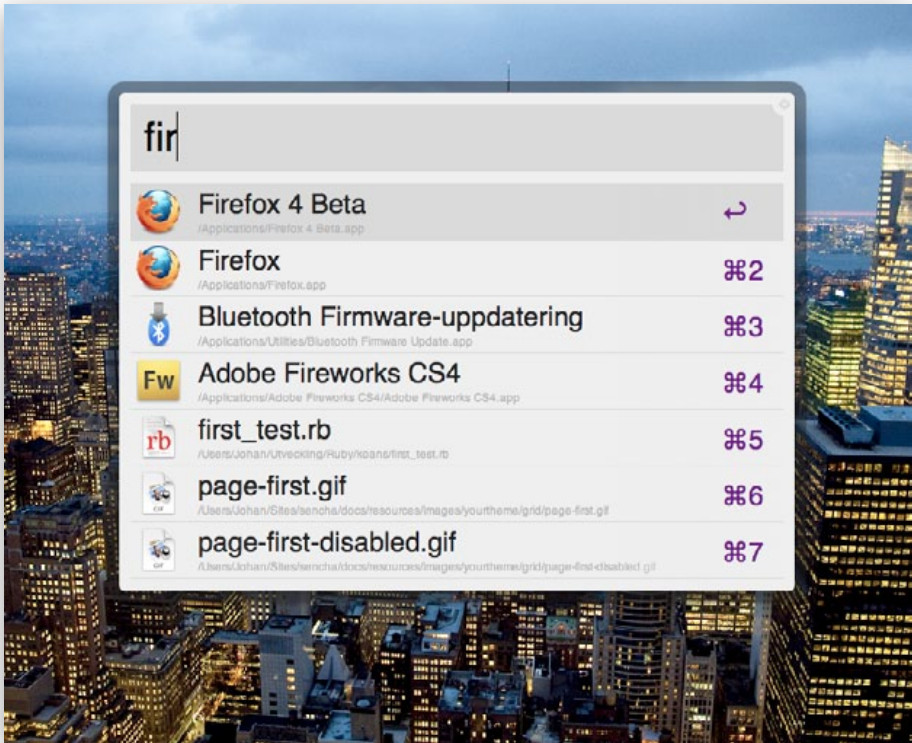 fir
Firefox 4 Beta ↩
/Applications/Firefox 4 Beta.app
Firefox ⌘2
/Applications/Firefox.app
Bluetooth Firmware-uppdatering ⌘3
/Applications/Utilities/Bluetooth Firmware Update.app
Fw Adobe Fireworks CS4 ⌘4
/Applications/Adobe Fireworks CS4/Adobe Fireworks CS4.app
rb first_test.rb ⌘5
/Users/Johan/Utveckling/Ruby/koans/first_test.rb
page-first.gif ⌘6
GIF /Users/Johan/Sites/sencha/docs/resources/images/yourtheme/grid/page-first.gif
page-first-disabled.gif ⌘7
GIF /Users/Johan/Sites/sencha/docs/resources/images/yourtheme/grid/page-first-disabled.gif